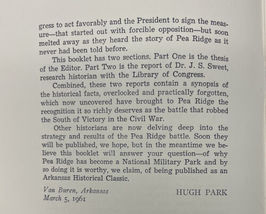 gress to act favorably and the President to sign the meas-
ure—that started out with forcible opposition—but soon
melted away as they heard the story of Pea Ridge as it
never had been told before.
This booklet has two sections. Part One is the thesis
of the Editor. Part Two is the report of Dr. J. S. Sweet,
research historian with the Library of Congress.
Combined, these two reports contain a synopsis of
the historical facts, overlooked and practically forgotten,
which now uncovered have brought to Pea Ridge the
recognition it so richly deserves as the battle that robbed
the South of Victory in the Civil War.
Other historians are now delving deep into the
strategy and results of the Pea Ridge battle. Soon they
will be published, we hope, but in the meantime we be-
lieve this booklet will answer your question—of why
Pea Ridge has become a National Military Park and by
so doing it is worthy, we claim, of being published as an
Arkansas Historical Classic.
Van Buren, Arkansas HUGH PARK
March 5, 1961